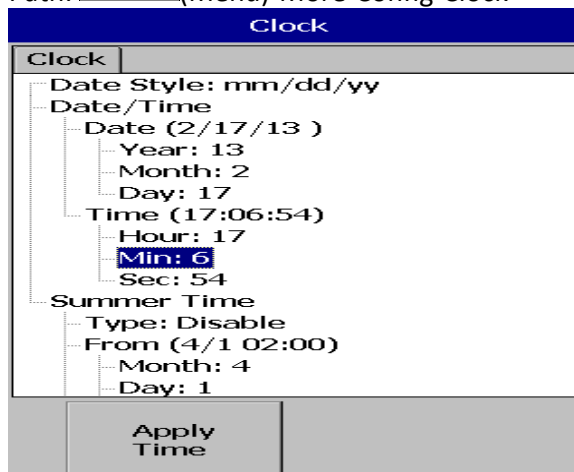 Clock
Clock
Date Style: mm/dd/yy
Date/Time
Date (2/17/13 )
Year: 13
Month: 2
Day: 17
Time (17:06:54)
Hour: 17
Min: 6
Sec: 54
Summer Time
Type: Disable
From (4/1 02:00)
Month: 4
Day: 1
Apply
Time